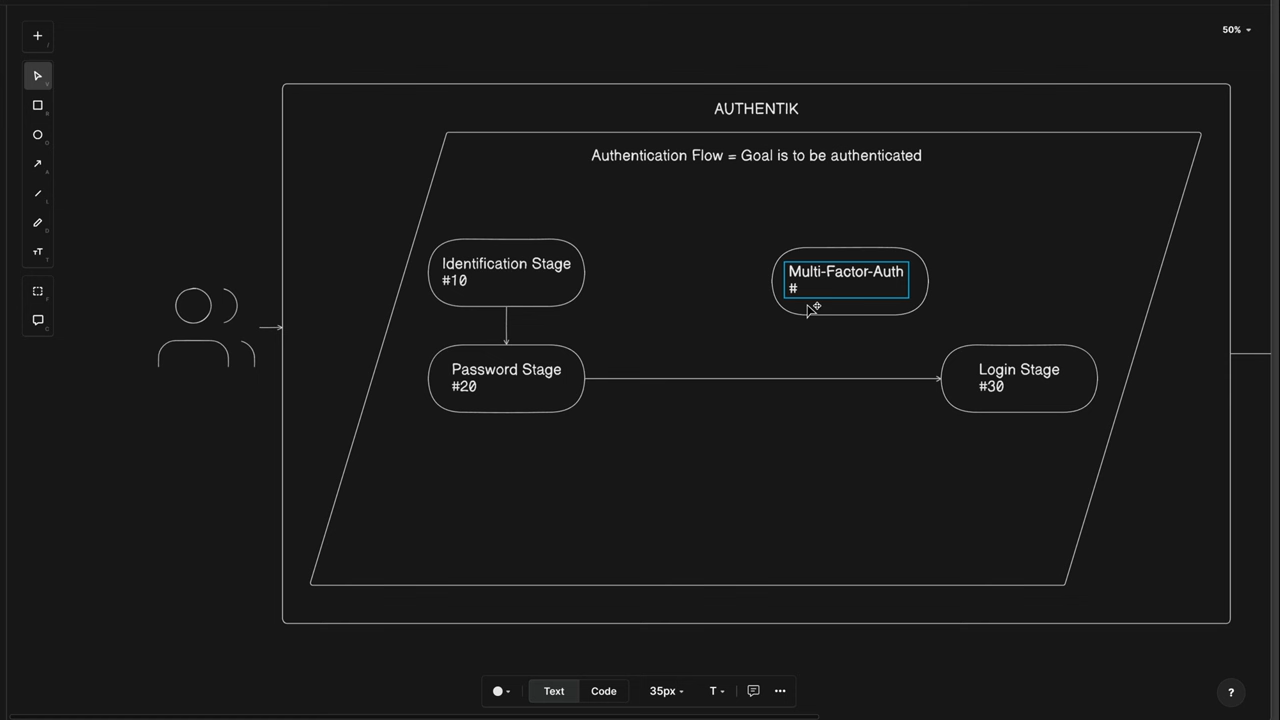 50%
AUTHENTIK
Authentication Flow = Goal is to be authenticated
Identification Stage
#10
Multi-Factor-Auth
#
Password Stage
#20
Login Stage
#30
Text
Code
35px
T
?